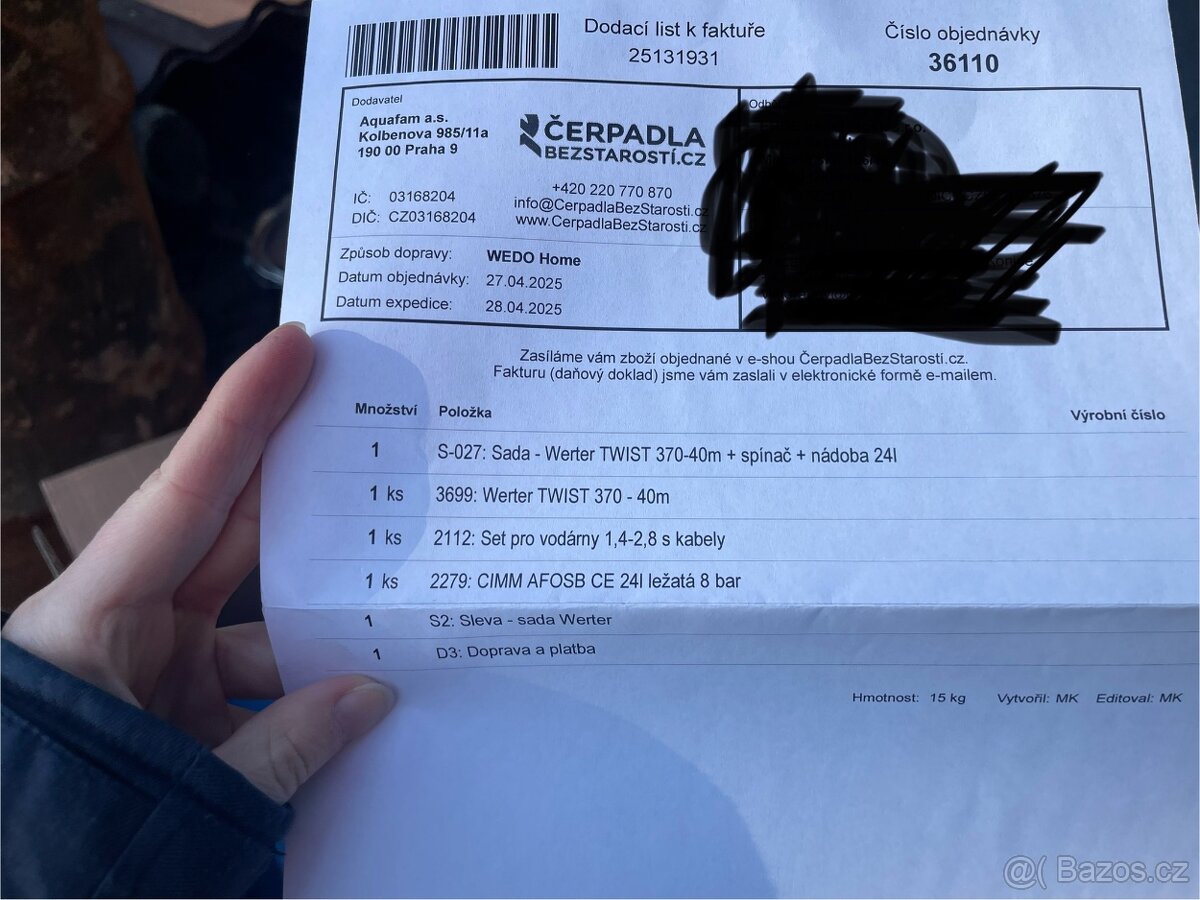 Dodací list k faktuře
25131931
Číslo objednávky
36110
Dodavatel
Aquafam a.s.
Kolbenova 985/11a
190 00 Praha 9
ČERPADLA
BEZSTAROSTÍ.CZ
IČ: 03168204
DIČ: CZ03168204
+420 220 770 870
info@CerpadlaBezStarosti.cz
www.CerpadlaBezStarosti.cz
Způsob dopravy: WEDO Home
Datum objednávky: 27.04.2025
Datum expedice: 28.04.2025
Zasíláme vám zboží objednané v e-shou ČerpadlaBezStarosti.cz.
Fakturu (daňový doklad) jsme vám zaslali v elektronické formě e-mailem.
Množství Položka Výrobní číslo
1 S-027: Sada - Werter TWIST 370-40m + spínač + nádoba 24l
1 ks 3699: Werter TWIST 370 - 40m
1 ks 2112: Set pro vodárny 1,4-2,8 s kabely
1 ks 2279: CIMM AFOSB CE 24l ležatá 8 bar
1 S2: Sleva - sada Werter
1 D3: Doprava a platba
Hmotnost: 15 kg Vytvořil: MK Editoval: MK
@( Bazos.cz